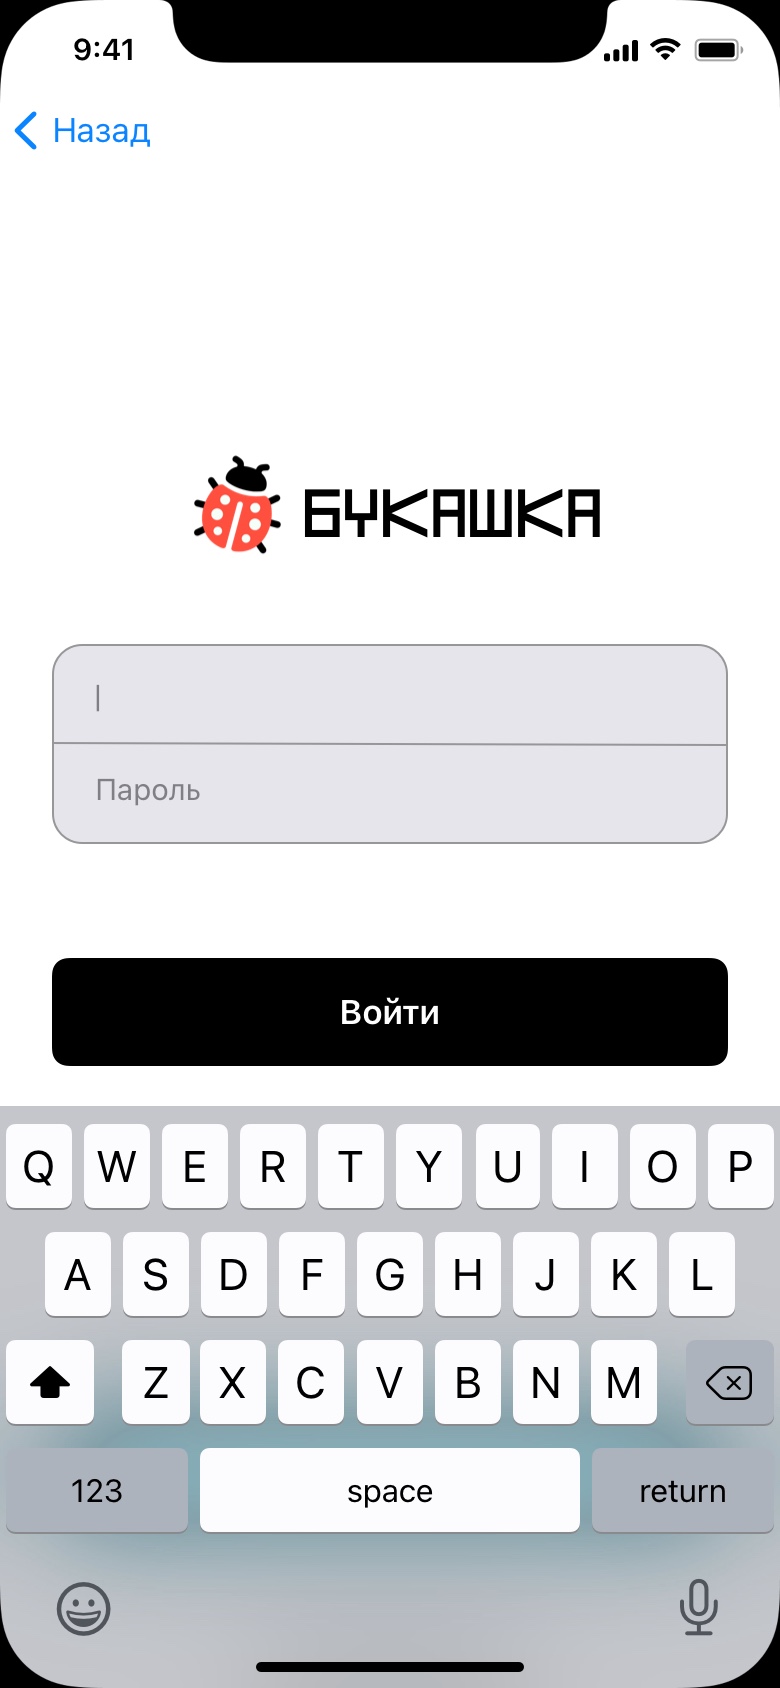 9:41
Назад
БУКАШКА
Пароль
Войти
Q W E R T Y U I O P
A S D F G H J K L
Z X C V B N M
123 space return